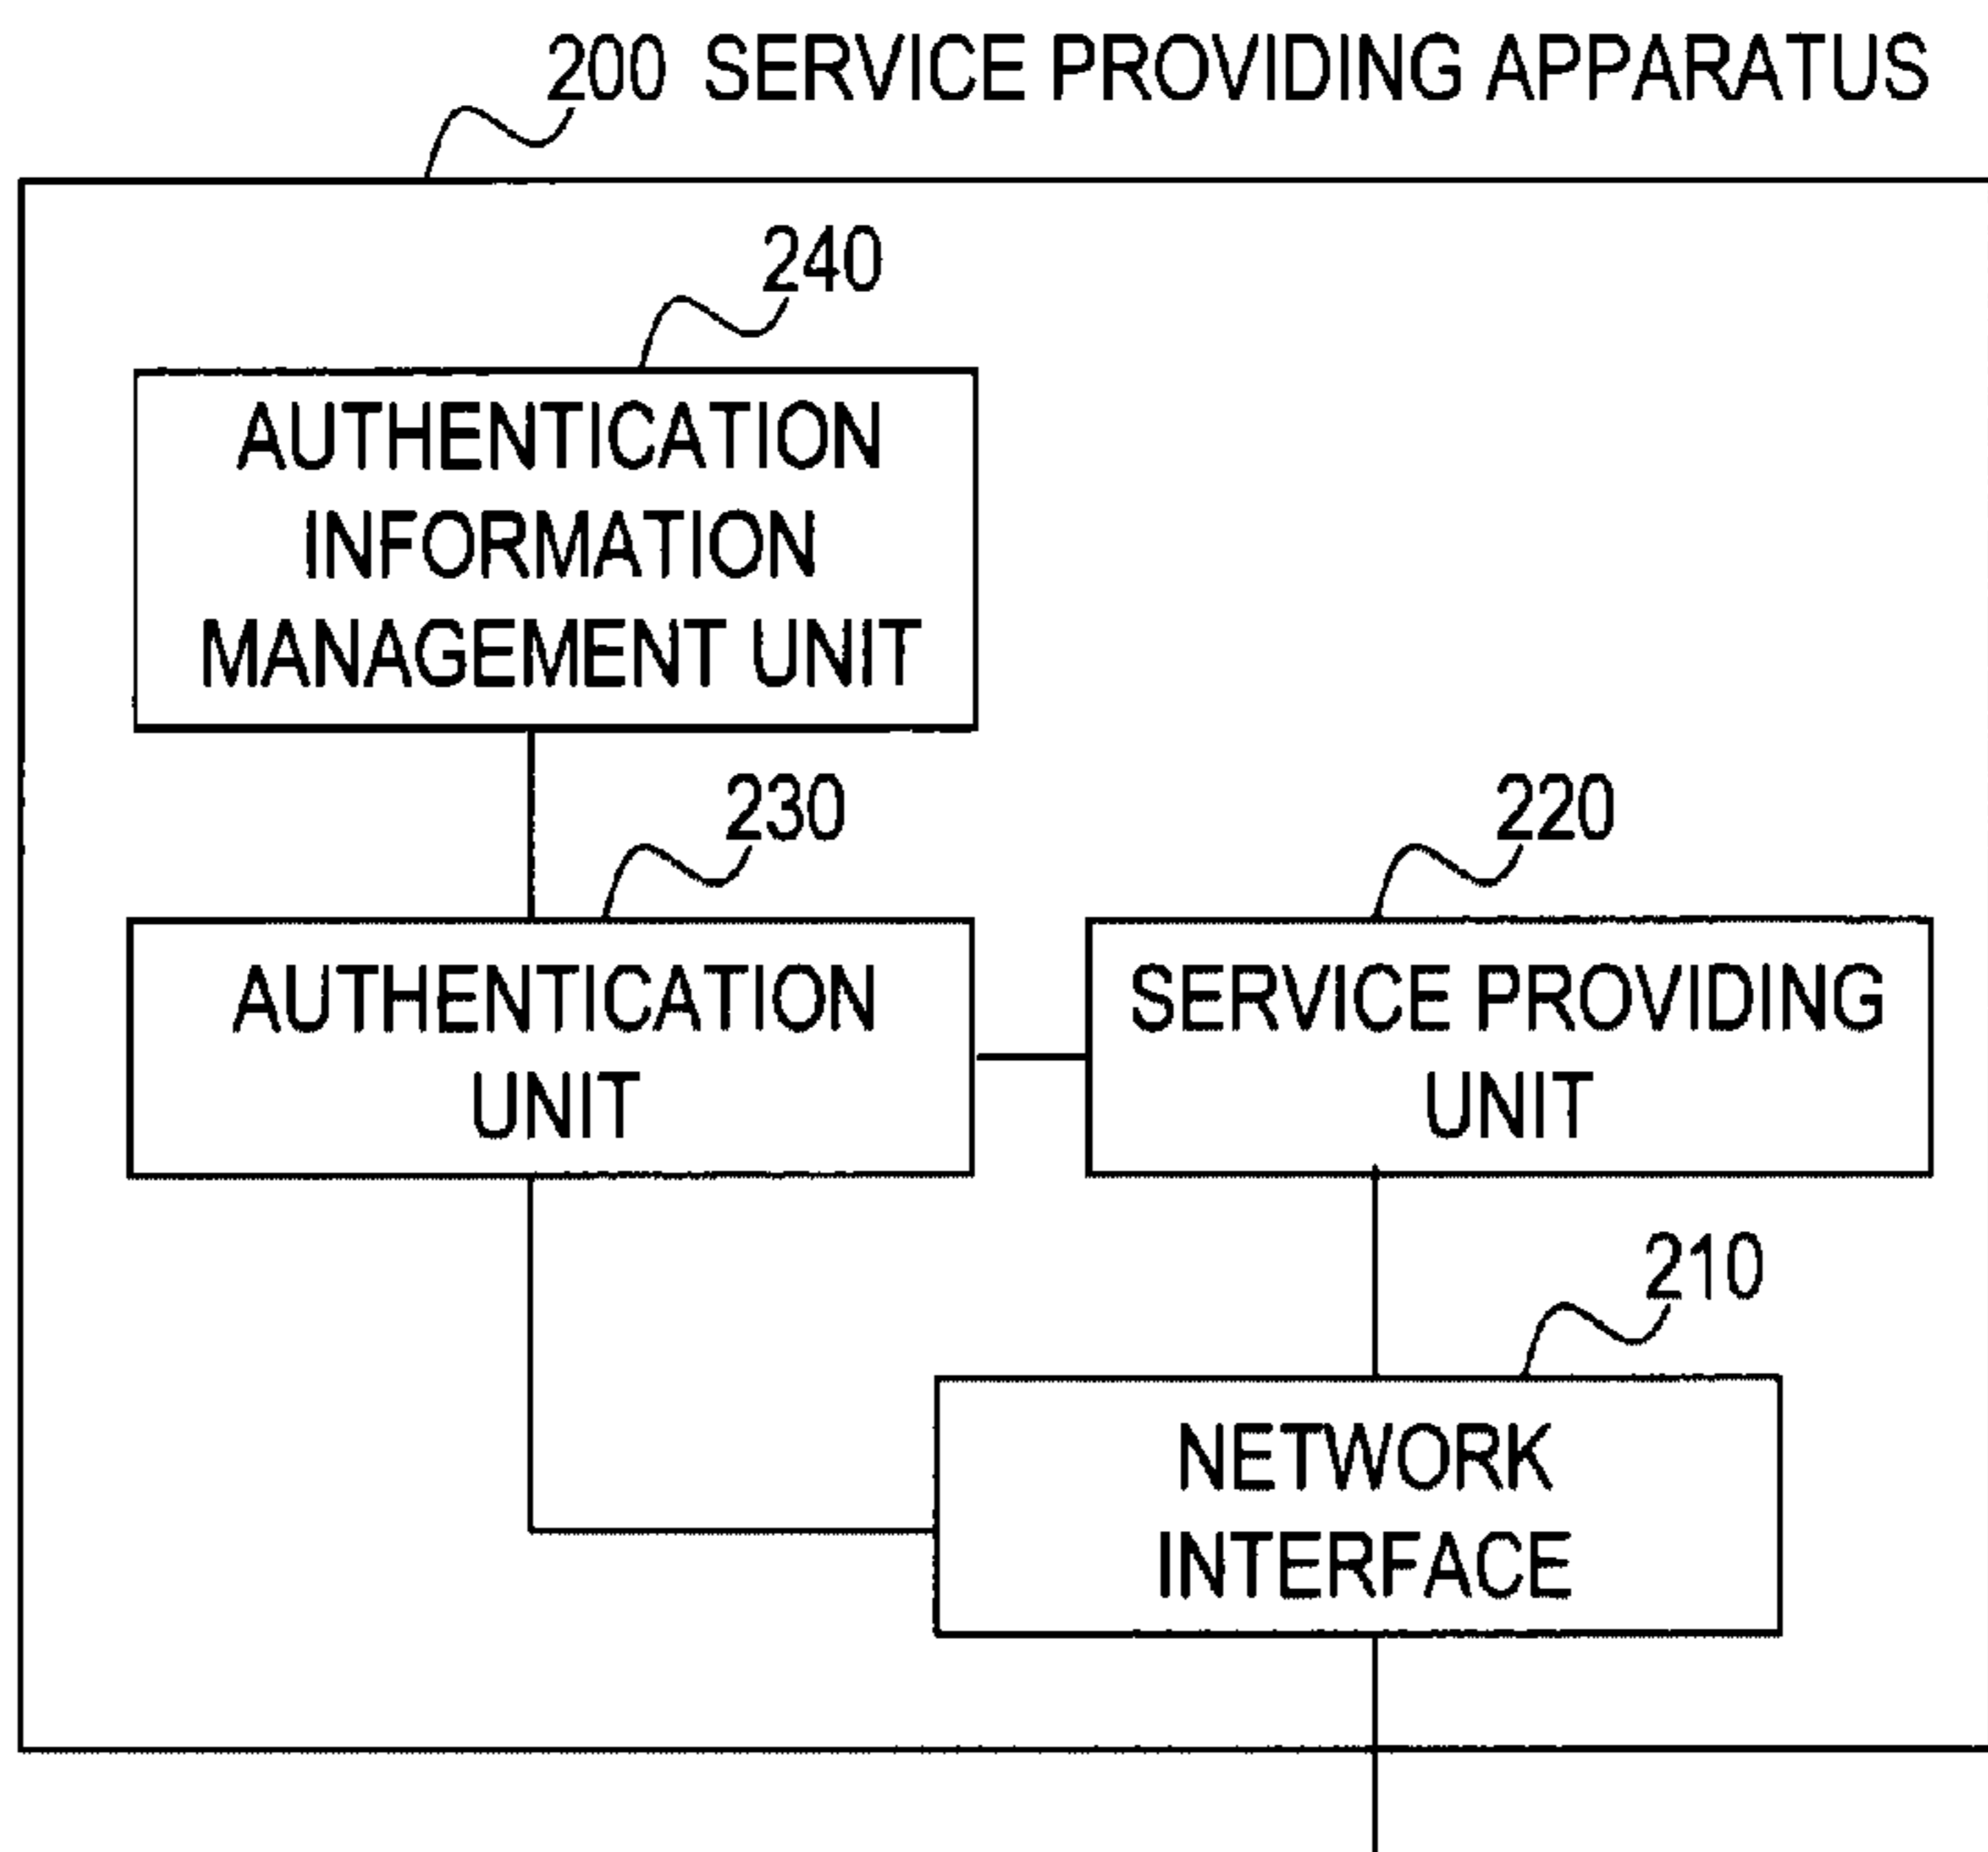 200 SERVICE PROVIDING APPARATUS
240
AUTHENTICATION
INFORMATION
MANAGEMENT UNIT
230
AUTHENTICATION
UNIT
220
SERVICE PROVIDING
UNIT
210
NETWORK
INTERFACE